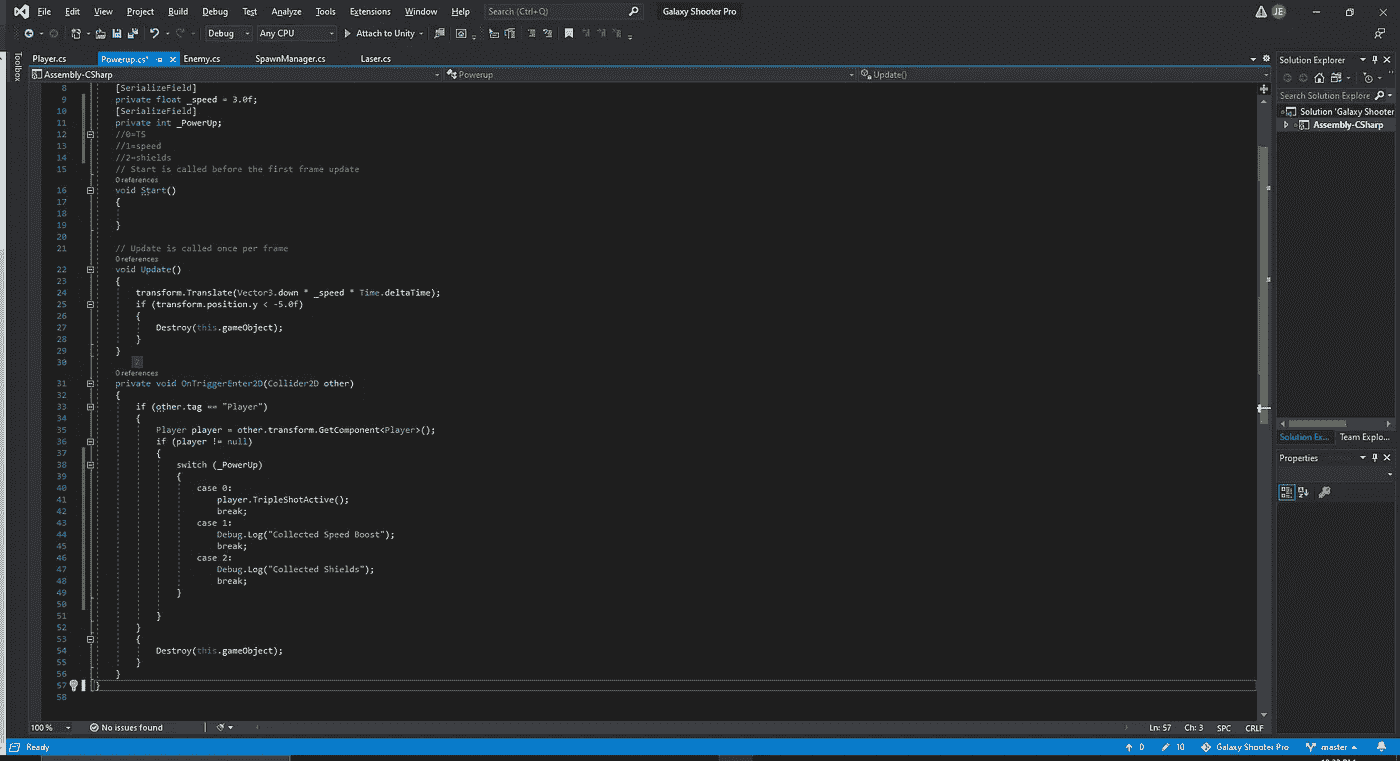 File Edit View Project Build Debug Test Analyze Tools Extensions Window Help Search (Ctrl+Q) Galaxy Shooter Pro JE
Debug Any CPU Attach to Unity
Toolbox
Player.cs Powerup.cs* Enemy.cs SpawnManager.cs Laser.cs
Assembly-CSharp Powerup Update()
8 [SerializeField]
9 private float _speed = 3.0f;
10 [SerializeField]
11 private int _PowerUp;
12 //0=TS
13 //1=speed
14 //2=shields
15 // Start is called before the first frame update
0 references
16 void Start()
17 {
18
19 }
20
21 // Update is called once per frame
0 references
22 void Update()
23 {
24 transform.Translate(Vector3.down * _speed * Time.deltaTime);
25 if (transform.position.y < -5.0f)
26 {
27 Destroy(this.gameObject);
28 }
29 }
30
0 references
31 private void OnTriggerEnter2D(Collider2D other)
32 {
33 if (other.tag == "Player")
34 {
35 Player player = other.transform.GetComponent<Player>();
36 if (player != null)
37 {
38 switch (_PowerUp)
39 {
40 case 0:
41 player.TripleShotActive();
42 break;
43 case 1:
44 Debug.Log("Collected Speed Boost");
45 break;
46 case 2:
47 Debug.Log("Collected Shields");
48 break;
49 }
50
51 }
52 }
53 {
54 Destroy(this.gameObject);
55 }
56 }
57 }
58
100 % No issues found Ln: 57 Ch: 3 SPC CRLF
Solution Explorer
Search Solution Explore
Solution 'Galaxy Shooter
Assembly-CSharp
Solution Ex... Team Explo...
Properties
Ready 0 10 Galaxy Shooter Pro master